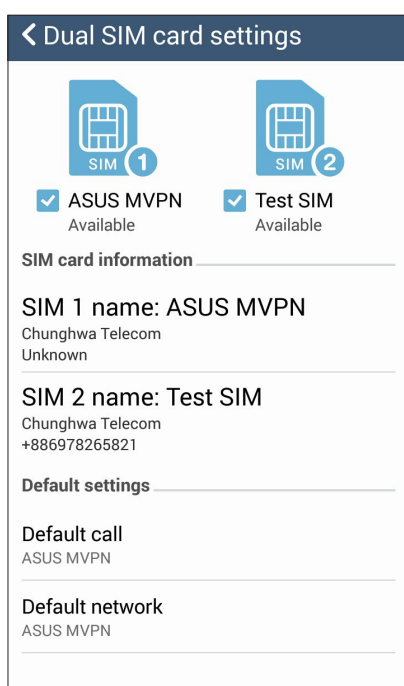 Dual SIM card settings
SIM 1 SIM 2
ASUS MVPN Test SIM
Available Available
SIM card information
SIM 1 name: ASUS MVPN
Chunghwa Telecom
Unknown
SIM 2 name: Test SIM
Chunghwa Telecom
+886978265821
Default settings
Default call
ASUS MVPN
Default network
ASUS MVPN